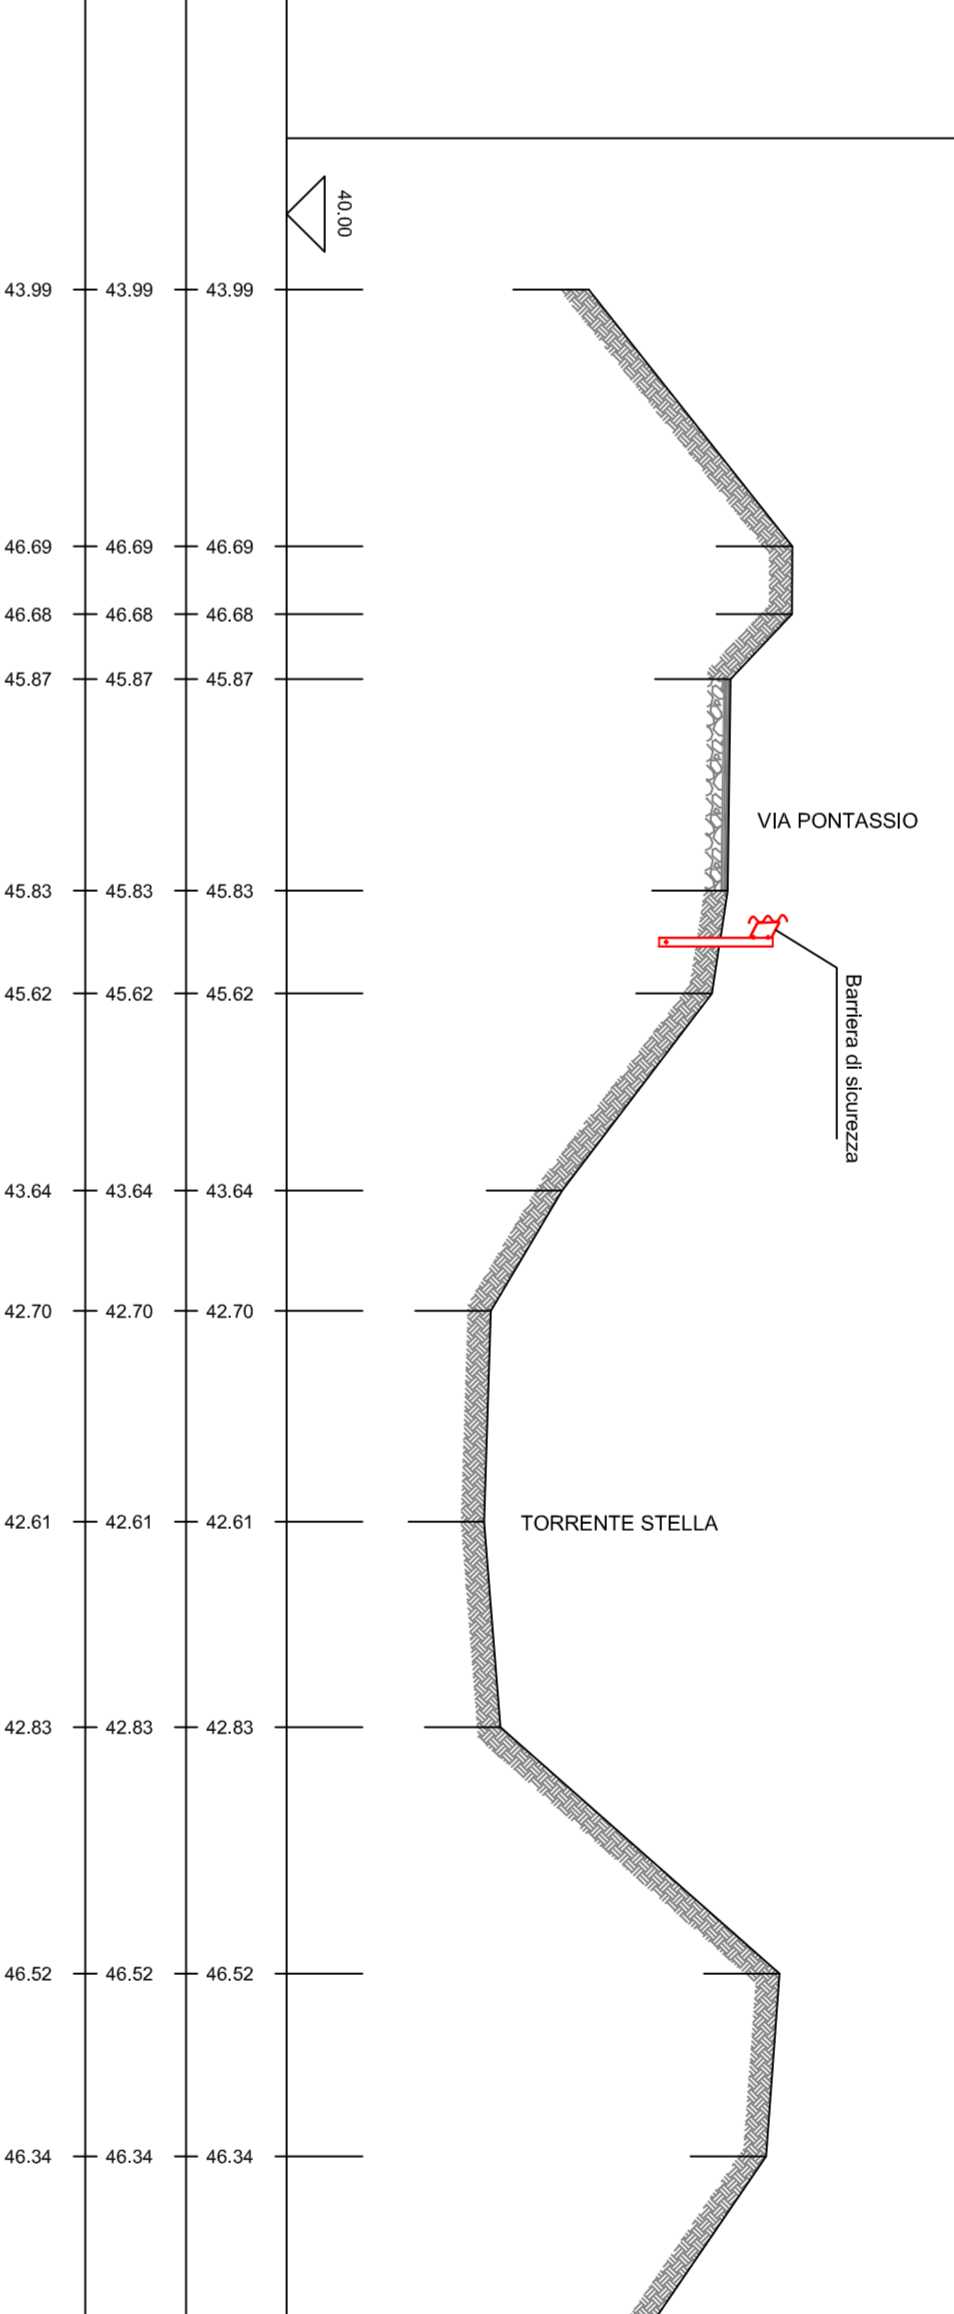 40.00
43.99 43.99 43.99
46.69 46.69 46.69
46.68 46.68 46.68
45.87 45.87 45.87
VIA PONTASSIO
45.83 45.83 45.83
Barriera di sicurezza
45.62 45.62 45.62
43.64 43.64 43.64
42.70 42.70 42.70
42.61 42.61 42.61
TORRENTE STELLA
42.83 42.83 42.83
46.52 46.52 46.52
46.34 46.34 46.34